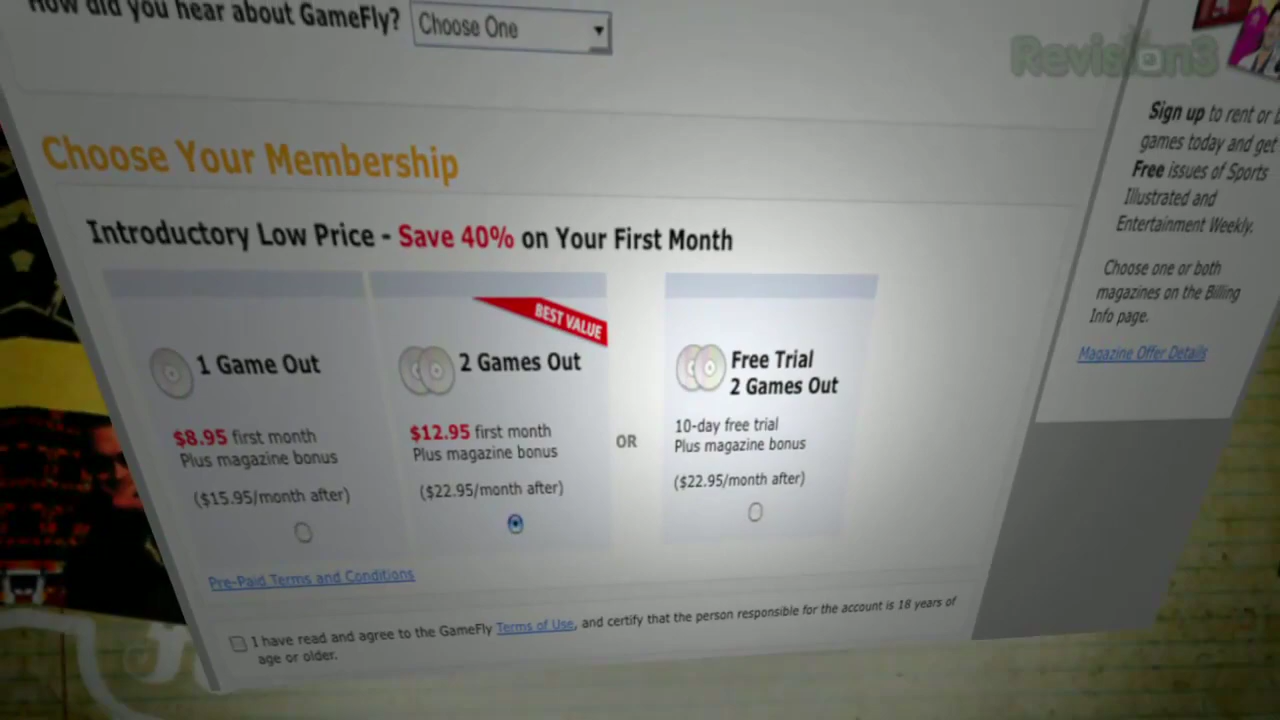 How did you hear about GameFly?
Choose One
Revision3
Choose Your Membership
Introductory Low Price - Save 40% on Your First Month
1 Game Out
$8.95 first month
Plus magazine bonus
($15.95/month after)
BEST VALUE
2 Games Out
$12.95 first month
Plus magazine bonus
($22.95/month after)
OR
Free Trial
2 Games Out
10-day free trial
Plus magazine bonus
($22.95/month after)
Pre-Paid Terms and Conditions
I have read and agree to the GameFly Terms of Use, and certify that the person responsible for the account is 18 years of
age or older.
Sign up to rent or
games today and get
Free issues of Sports
Illustrated and
Entertainment Weekly.
Choose one or both
magazines on the Billing
Info page.
Magazine Offer Details